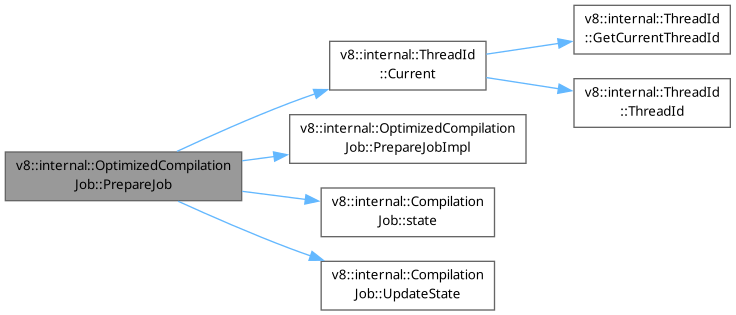 v8::internal::ThreadId
::GetCurrentThreadId
v8::internal::ThreadId
::Current
v8::internal::ThreadId
::ThreadId
v8::internal::OptimizedCompilation
Job::PrepareJobImpl
v8::internal::OptimizedCompilation
Job::PrepareJob
v8::internal::Compilation
Job::state
v8::internal::Compilation
Job::UpdateState